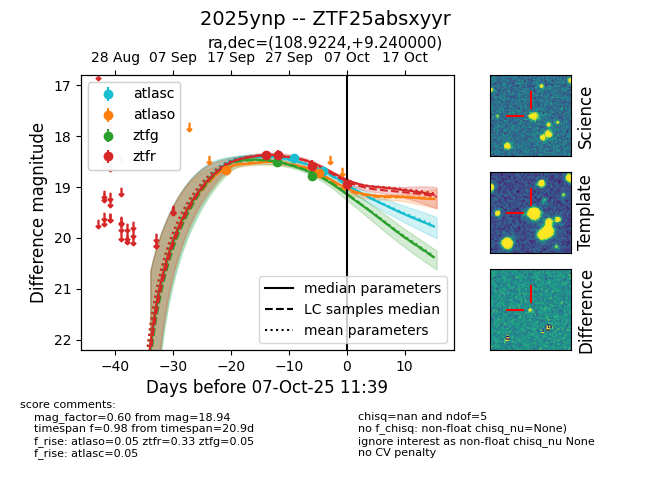 2025ynp -- ZTF25absxyyr
ra,dec=(108.9224,+9.240000)
28 Aug 07 Sep 17 Sep 27 Sep 07 Oct 17 Oct
17
18
19
20
21
22
Difference magnitude
atlasc
atlaso
ztfg
ztfr
median parameters
LC samples median
mean parameters
−40 −30 −20 −10 0 10
Days before 07-Oct-25 11:39
Science
Template
Difference
score comments:
mag_factor=0.60 from mag=18.94
timespan f=0.98 from timespan=20.9d
f_rise: atlaso=0.05 ztfr=0.33 ztfg=0.05
f_rise: atlasc=0.05
chisq=nan and ndof=5
no f_chisq: non-float chisq_nu=None)
ignore interest as non-float chisq_nu None
no CV penalty